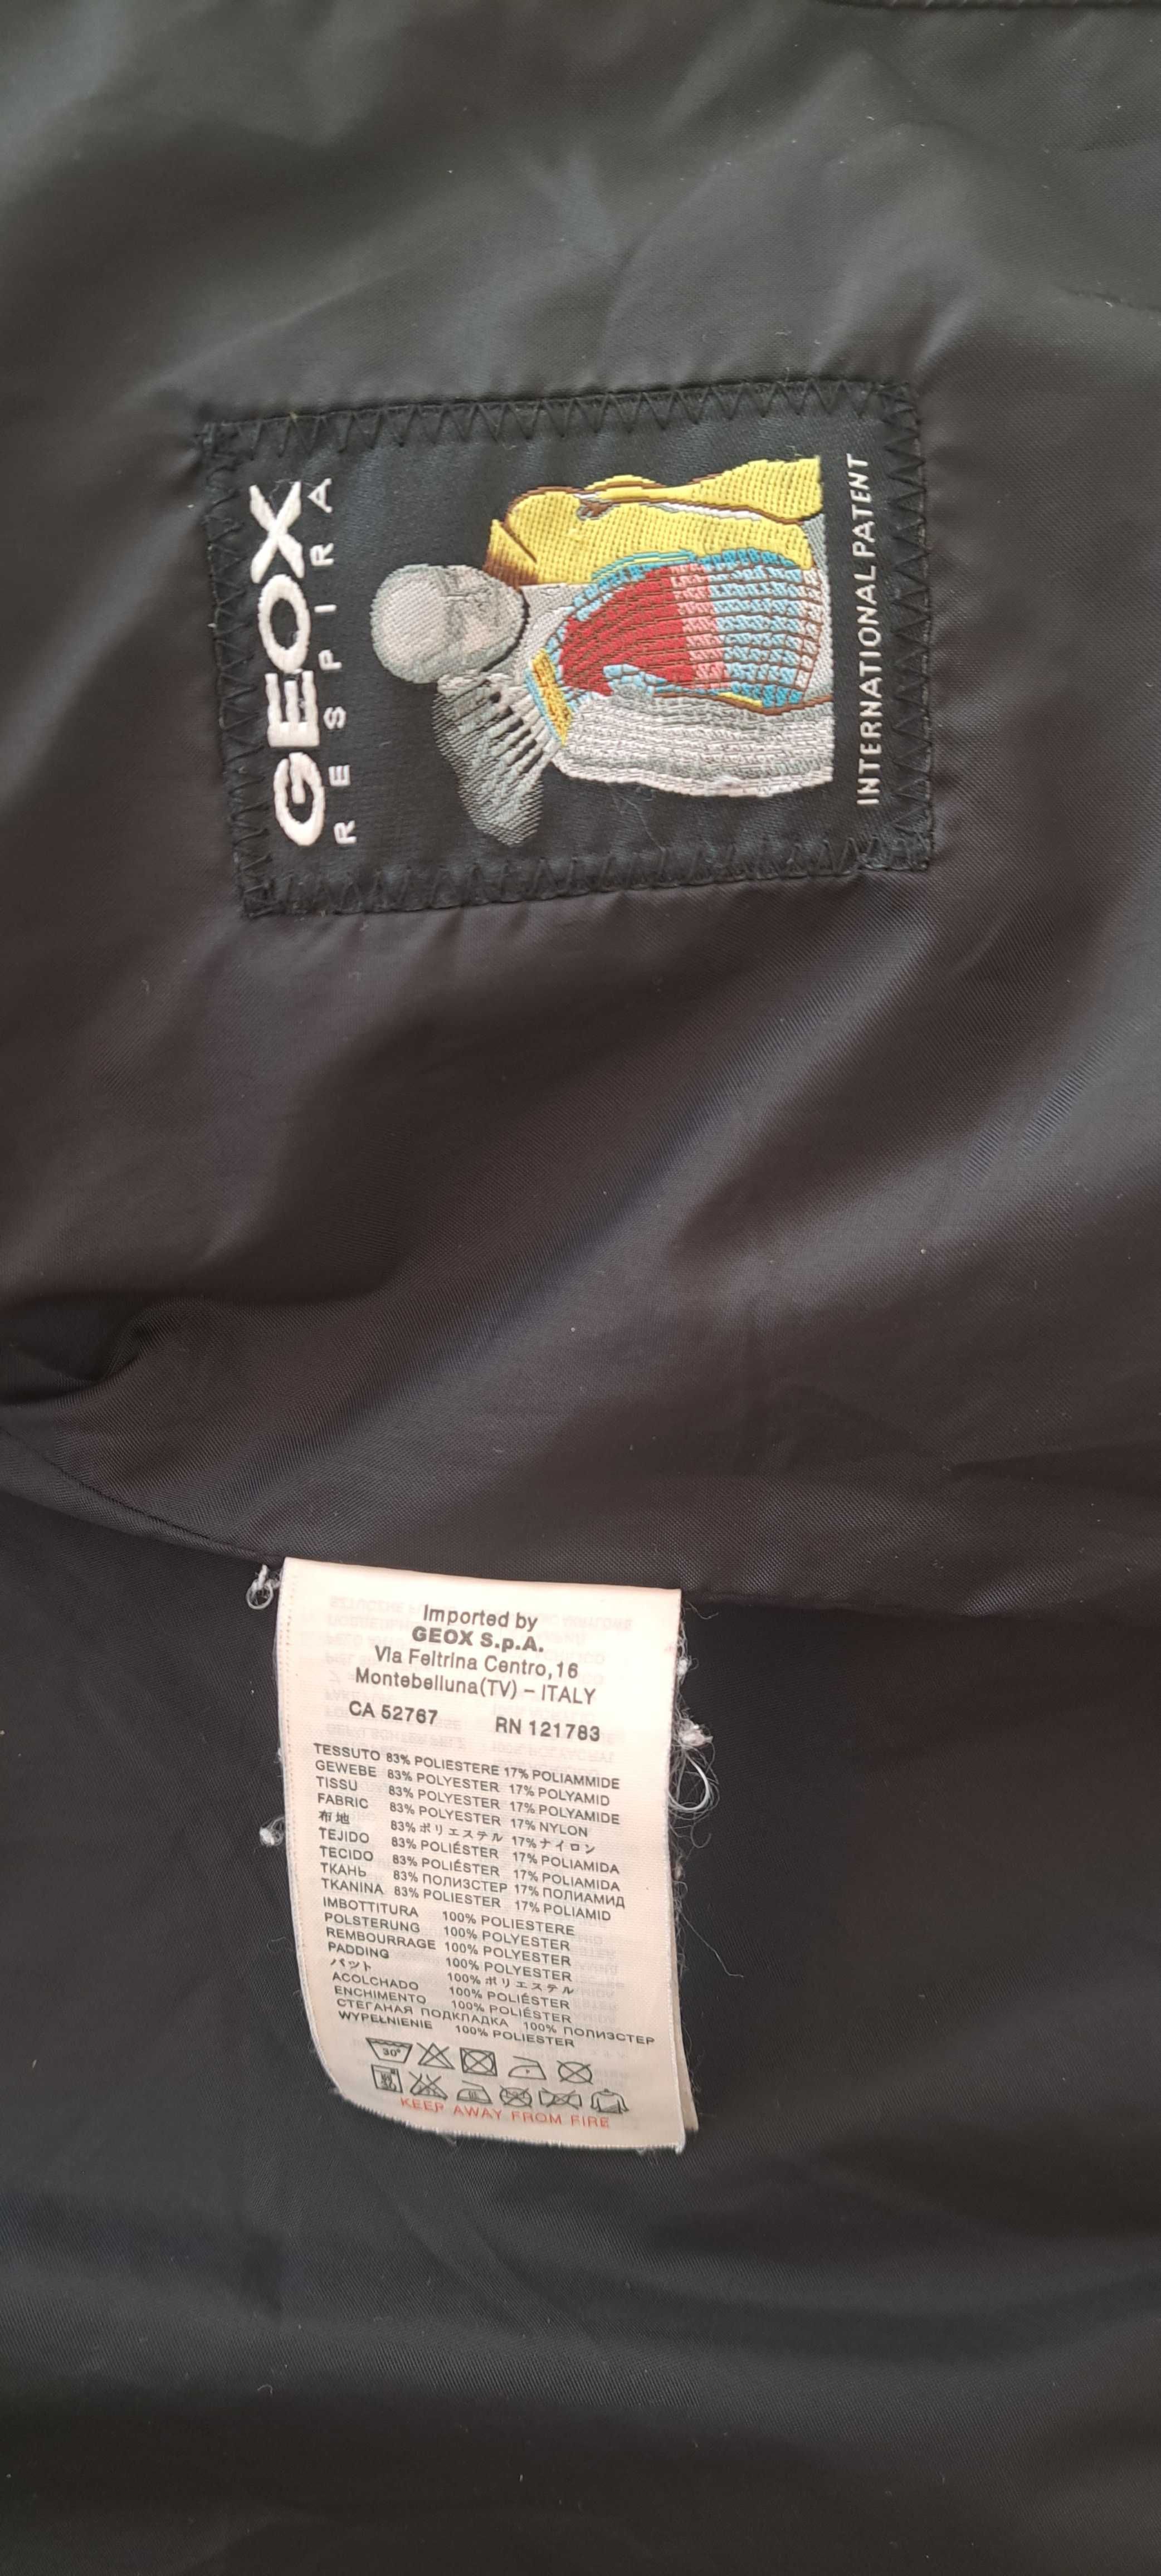 GEOX
RESPIRA
INTERNATIONAL PATENT
Imported by
GEOX S.p.A.
Via Feltrina Centro,16
Montebelluna(TV) – ITALY
CA 52767 RN 121783
TESSUTO 83% POLIESTERE 17% POLIAMMIDE
GEWEBE 83% POLYESTER 17% POLYAMID
TISSU 83% POLYESTER 17% POLYAMIDE
FABRIC 83% POLYESTER 17% NYLON
布地 83% ポリエステル 17% ナイロン
TEJIDO 83% POLIÉSTER 17% POLIAMIDA
TECIDO 83% POLIÉSTER 17% POLIAMIDA
ТКАНЬ 83% ПОЛИЭСТЕР 17% ПОЛИАМИД
TKANINA 83% POLIESTER 17% POLIAMID
IMBOTTITURA 100% POLIESTERE
POLSTERUNG 100% POLYESTER
REMBOURRAGE 100% POLYESTER
PADDING 100% POLYESTER
パット 100% ポリエステル
ACOLCHADO 100% POLIÉSTER
ENCHIMENTO 100% POLIÉSTER
СТЕГАНАЯ ПОДКЛАДКА 100% ПОЛИЭСТЕР
WYPEŁNIENIE 100% POLIESTER
30°
KEEP AWAY FROM FIRE